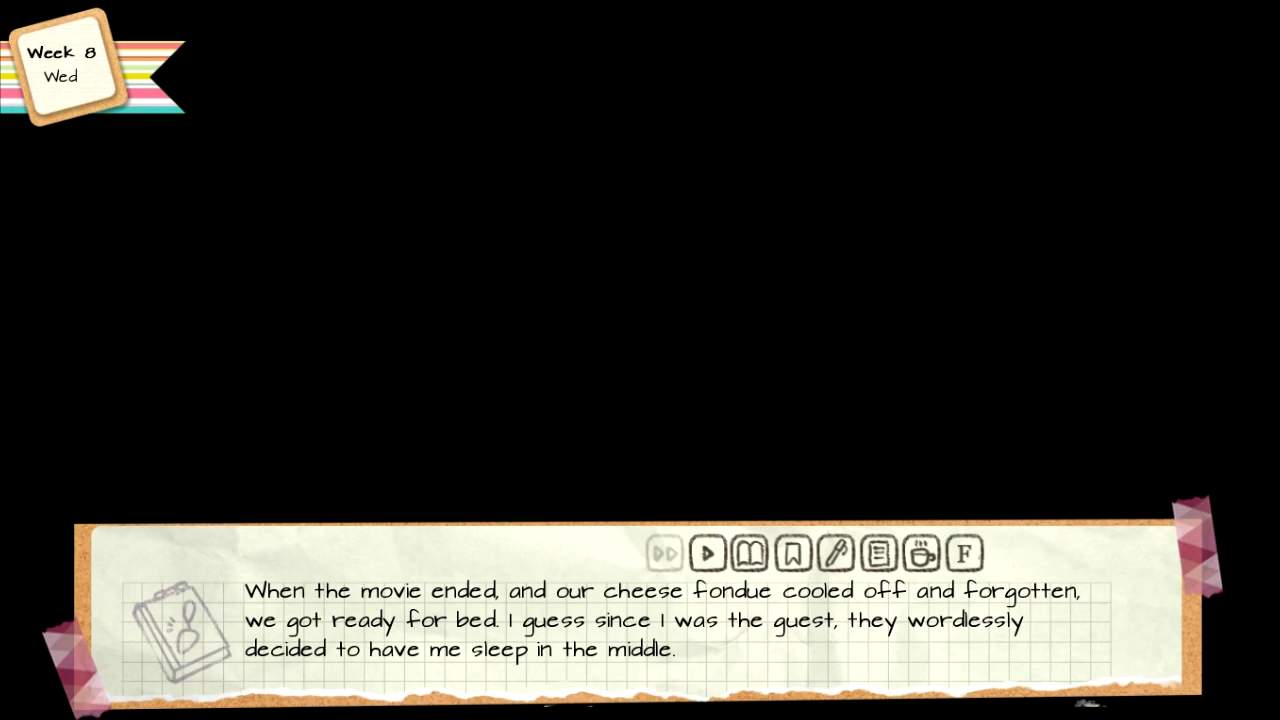 Week 8
Wed
F
When the movie ended, and our cheese fondue cooled off and forgotten,
we got ready for bed. I guess since I was the guest, they wordlessly
decided to have me sleep in the middle.